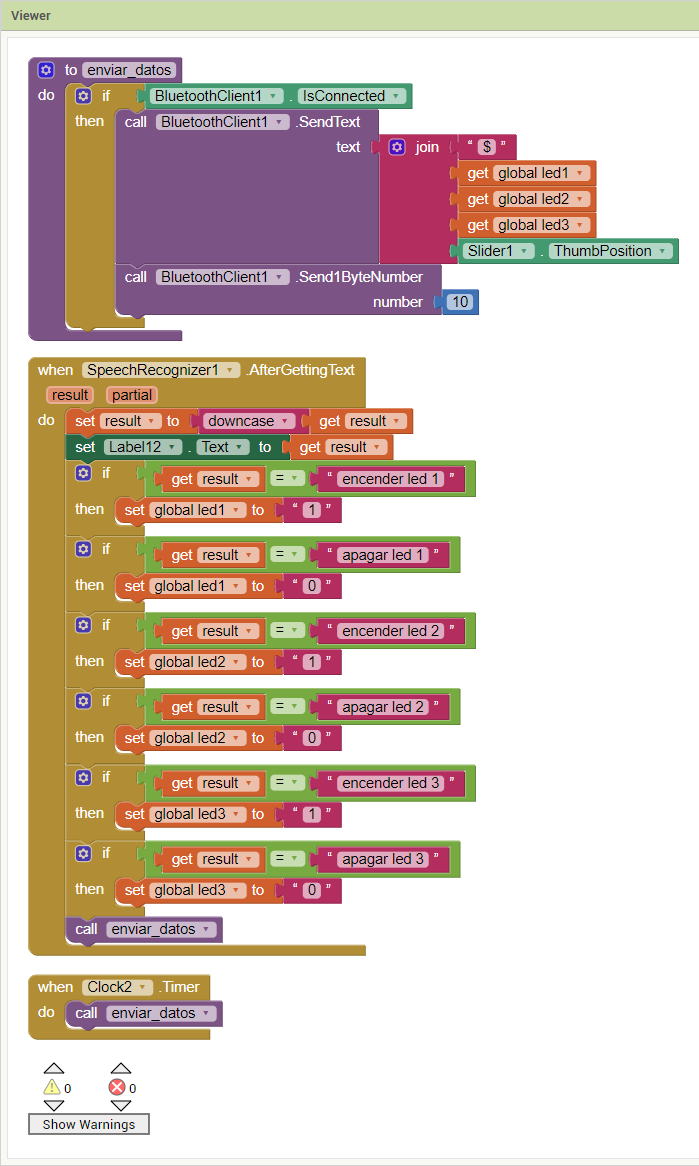 Viewer
to enviar_datos
do if BluetoothClient1 . IsConnected
then call BluetoothClient1 .SendText
text join “ $ ”
get global led1
get global led2
get global led3
Slider1 . ThumbPosition
call BluetoothClient1 .Send1ByteNumber
number 10
when SpeechRecognizer1 .AfterGettingText
result partial
do set result to downcase get result
set Label12 . Text to get result
if get result = “ encender led 1 ”
then set global led1 to “ 1 ”
if get result = “ apagar led 1 ”
then set global led1 to “ 0 ”
if get result = “ encender led 2 ”
then set global led2 to “ 1 ”
if get result = “ apagar led 2 ”
then set global led2 to “ 0 ”
if get result = “ encender led 3 ”
then set global led3 to “ 1 ”
if get result = “ apagar led 3 ”
then set global led3 to “ 0 ”
call enviar_datos
when Clock2 .Timer
do call enviar_datos
0 0
Show Warnings